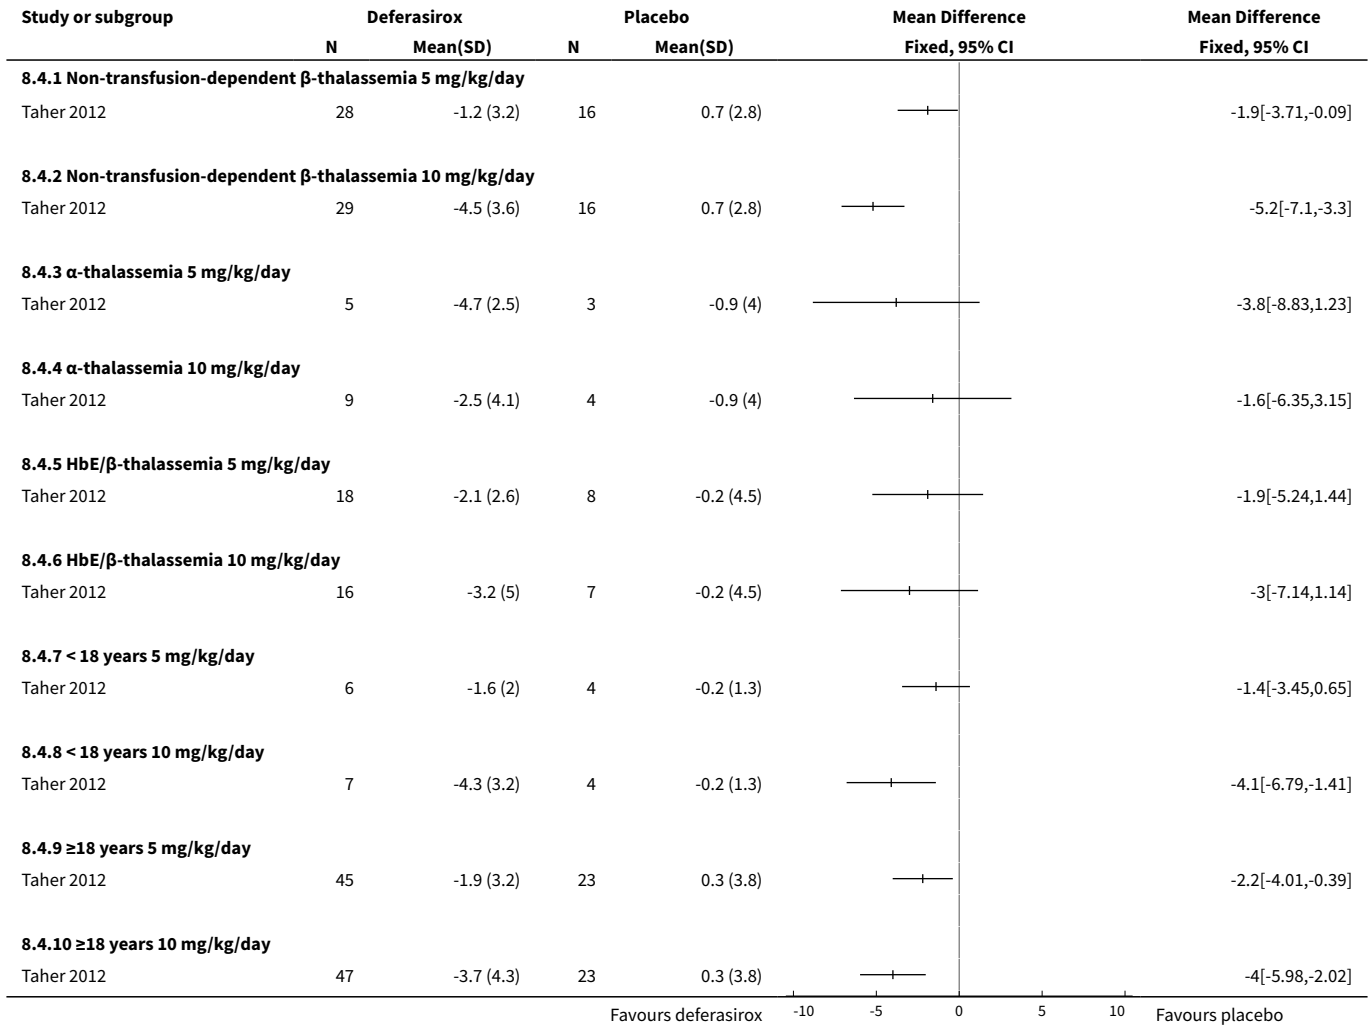 Study or subgroup Deferasirox Placebo Mean Difference Mean Difference
N Mean(SD) N Mean(SD) Fixed, 95% CI Fixed, 95% CI
8.4.1 Non-transfusion-dependent β-thalassemia 5 mg/kg/day
Taher 2012 28 -1.2 (3.2) 16 0.7 (2.8) -1.9[-3.71,-0.09]
8.4.2 Non-transfusion-dependent β-thalassemia 10 mg/kg/day
Taher 2012 29 -4.5 (3.6) 16 0.7 (2.8) -5.2[-7.1,-3.3]
8.4.3 α-thalassemia 5 mg/kg/day
Taher 2012 5 -4.7 (2.5) 3 -0.9 (4) -3.8[-8.83,1.23]
8.4.4 α-thalassemia 10 mg/kg/day
Taher 2012 9 -2.5 (4.1) 4 -0.9 (4) -1.6[-6.35,3.15]
8.4.5 HbE/β-thalassemia 5 mg/kg/day
Taher 2012 18 -2.1 (2.6) 8 -0.2 (4.5) -1.9[-5.24,1.44]
8.4.6 HbE/β-thalassemia 10 mg/kg/day
Taher 2012 16 -3.2 (5) 7 -0.2 (4.5) -3[-7.14,1.14]
8.4.7 < 18 years 5 mg/kg/day
Taher 2012 6 -1.6 (2) 4 -0.2 (1.3) -1.4[-3.45,0.65]
8.4.8 < 18 years 10 mg/kg/day
Taher 2012 7 -4.3 (3.2) 4 -0.2 (1.3) -4.1[-6.79,-1.41]
8.4.9 ≥18 years 5 mg/kg/day
Taher 2012 45 -1.9 (3.2) 23 0.3 (3.8) -2.2[-4.01,-0.39]
8.4.10 ≥18 years 10 mg/kg/day
Taher 2012 47 -3.7 (4.3) 23 0.3 (3.8) -4[-5.98,-2.02]
Favours deferasirox -10 -5 0 5 10 Favours placebo